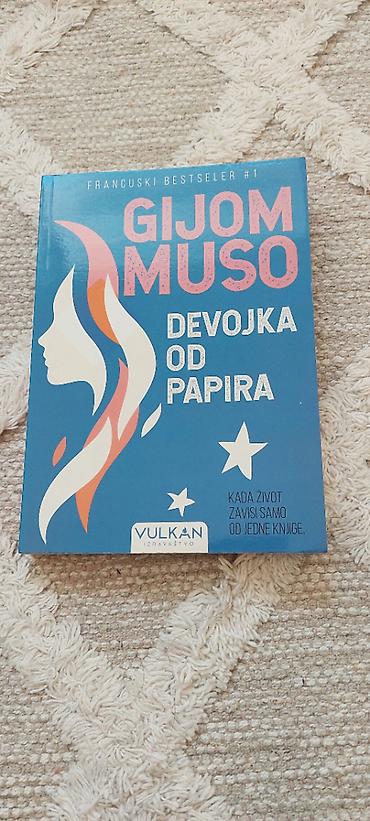 FRANCUSKI BESTSELER #1
GIJOM
MUSO
DEVOJKA
OD
PAPIRA
KADA ŽIVOT
ZAVISI SAMO
OD JEDNE KNJIGE.
VULKAN
IZDAVAŠTVO